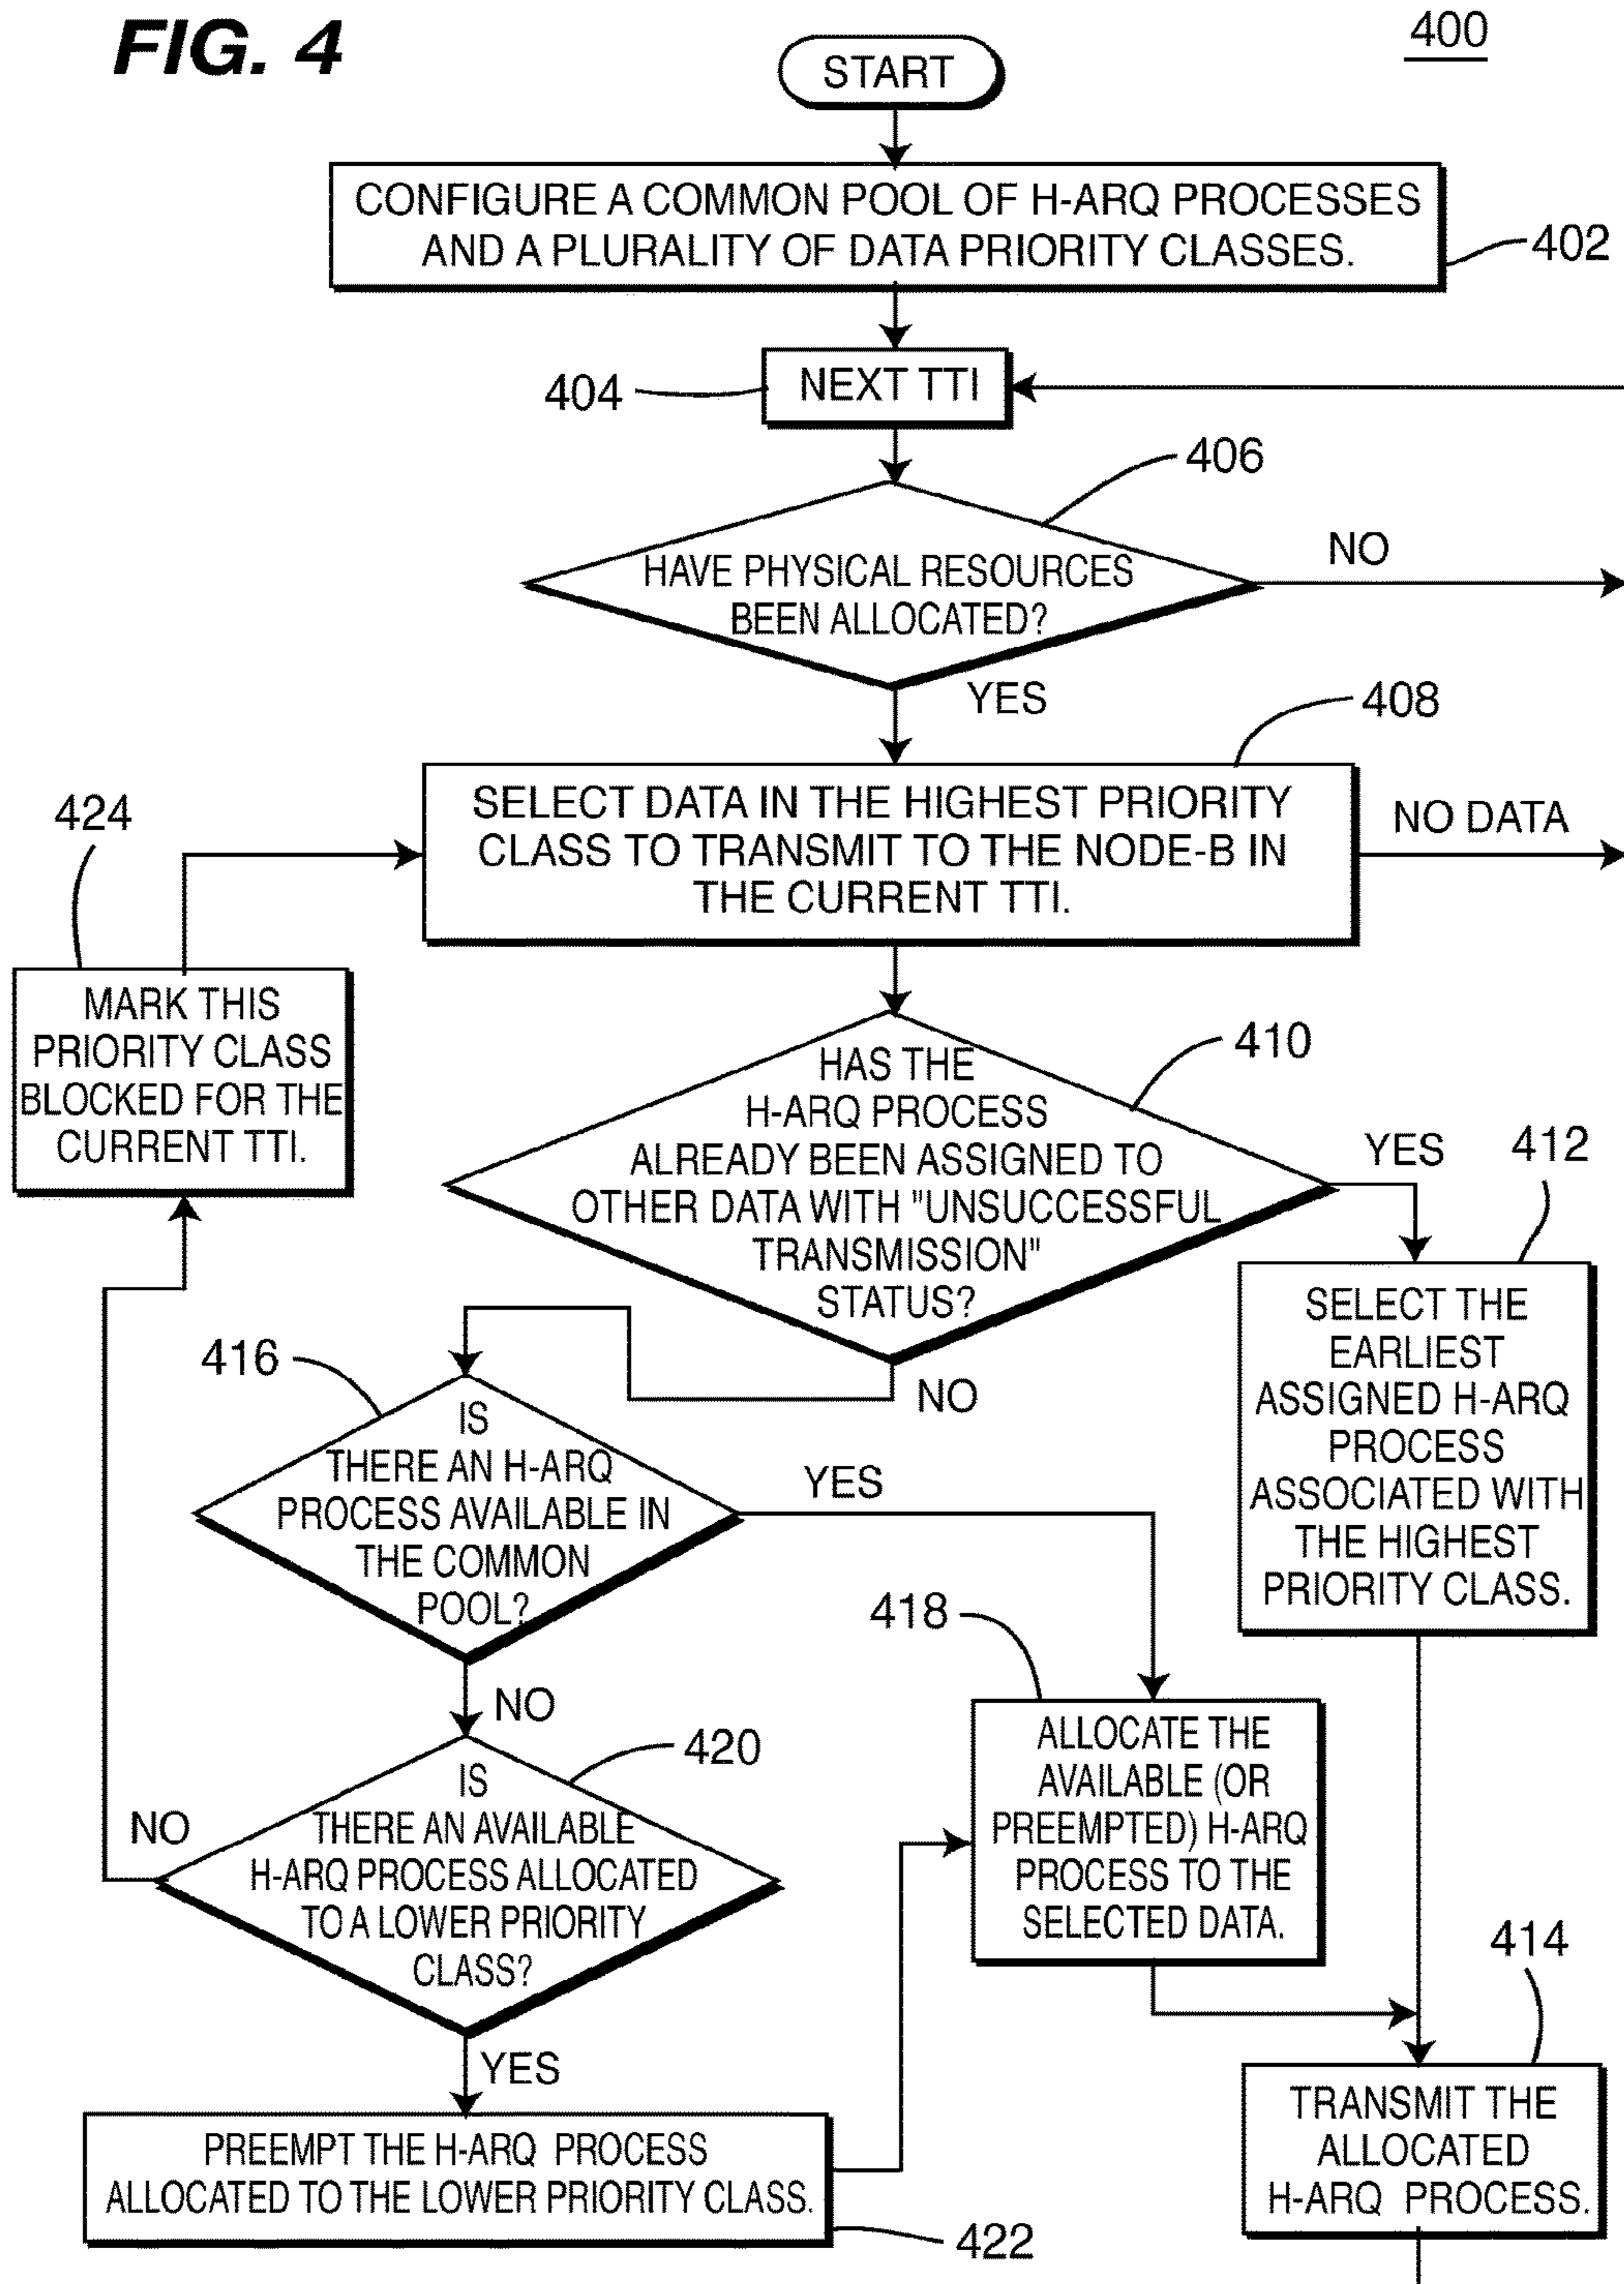 FIG. 4
400
START
CONFIGURE A COMMON POOL OF H-ARQ PROCESSES
AND A PLURALITY OF DATA PRIORITY CLASSES.
402
404
NEXT TTI
406
HAVE PHYSICAL RESOURCES
BEEN ALLOCATED?
NO
YES
408
SELECT DATA IN THE HIGHEST PRIORITY
CLASS TO TRANSMIT TO THE NODE-B IN
THE CURRENT TTI.
NO DATA
424
MARK THIS
PRIORITY CLASS
BLOCKED FOR THE
CURRENT TTI.
410
HAS THE
H-ARQ PROCESS
ALREADY BEEN ASSIGNED TO
OTHER DATA WITH "UNSUCCESSFUL
TRANSMISSION"
STATUS?
YES
412
SELECT THE
EARLIEST
ASSIGNED H-ARQ
PROCESS
ASSOCIATED WITH
THE HIGHEST
PRIORITY CLASS.
NO
416
IS
THERE AN H-ARQ
PROCESS AVAILABLE IN
THE COMMON
POOL?
YES
418
ALLOCATE THE
AVAILABLE (OR
PREEMPTED) H-ARQ
PROCESS TO THE
SELECTED DATA.
NO
420
IS
THERE AN AVAILABLE
H-ARQ PROCESS ALLOCATED
TO A LOWER PRIORITY
CLASS?
NO
YES
414
TRANSMIT THE
ALLOCATED
H-ARQ PROCESS.
PREEMPT THE H-ARQ PROCESS
ALLOCATED TO THE LOWER PRIORITY CLASS.
422